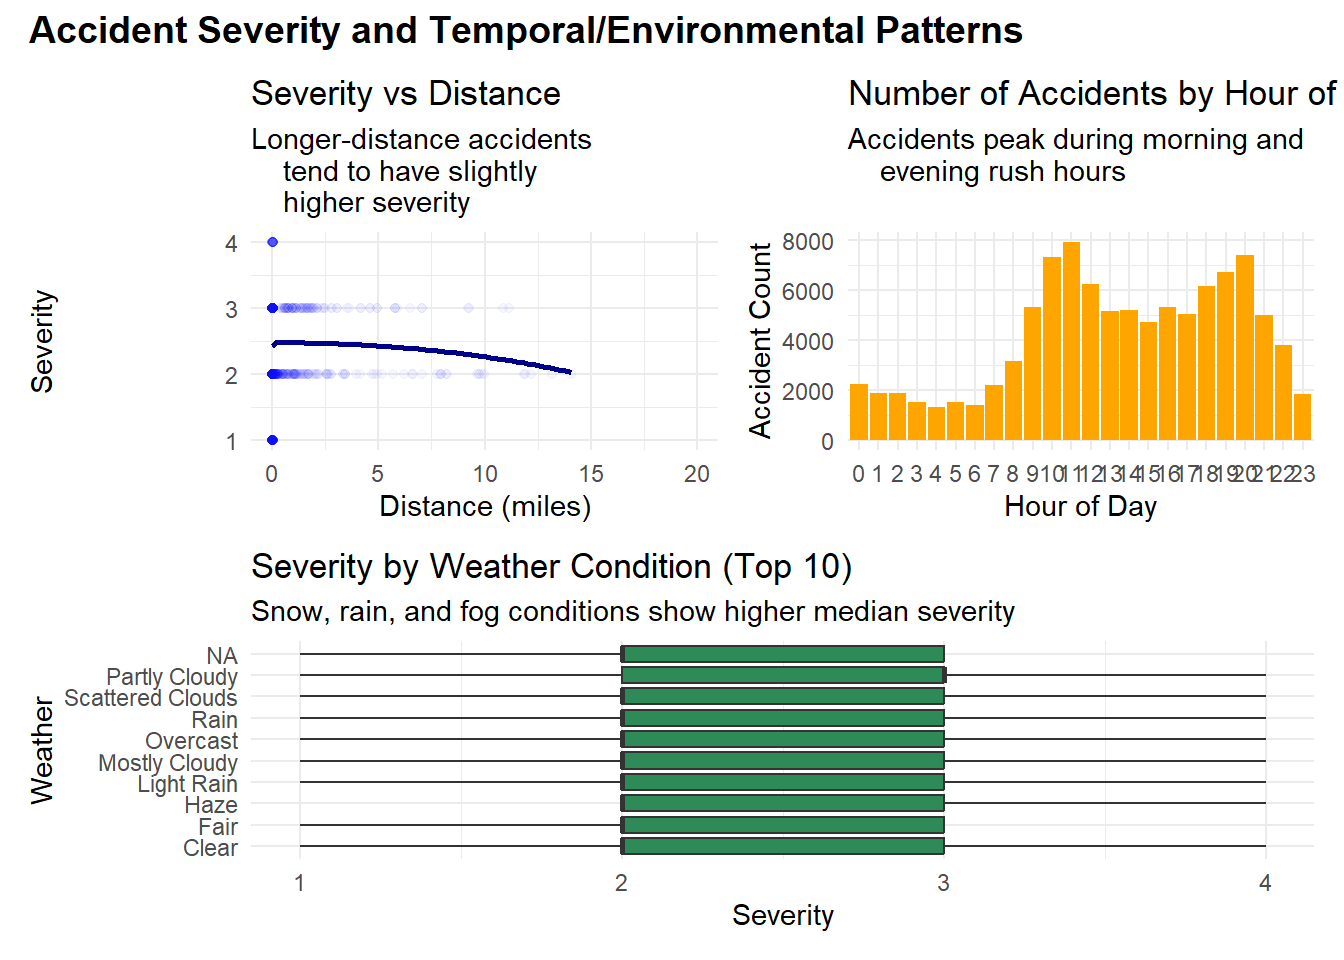 Accident Severity and Temporal/Environmental Patterns
Severity vs Distance
Longer-distance accidents
tend to have slightly
higher severity
Severity
4
3
2
1
0 5 10 15 20
Distance (miles)
Number of Accidents by Hour of
Accidents peak during morning and
evening rush hours
Accident Count
8000
6000
4000
2000
0
0 1 2 3 4 5 6 7 8 9 10 11 12 13 14 15 16 17 18 19 20 21 22 23
Hour of Day
Severity by Weather Condition (Top 10)
Snow, rain, and fog conditions show higher median severity
Weather
NA
Partly Cloudy
Scattered Clouds
Rain
Overcast
Mostly Cloudy
Light Rain
Haze
Fair
Clear
1 2 3 4
Severity